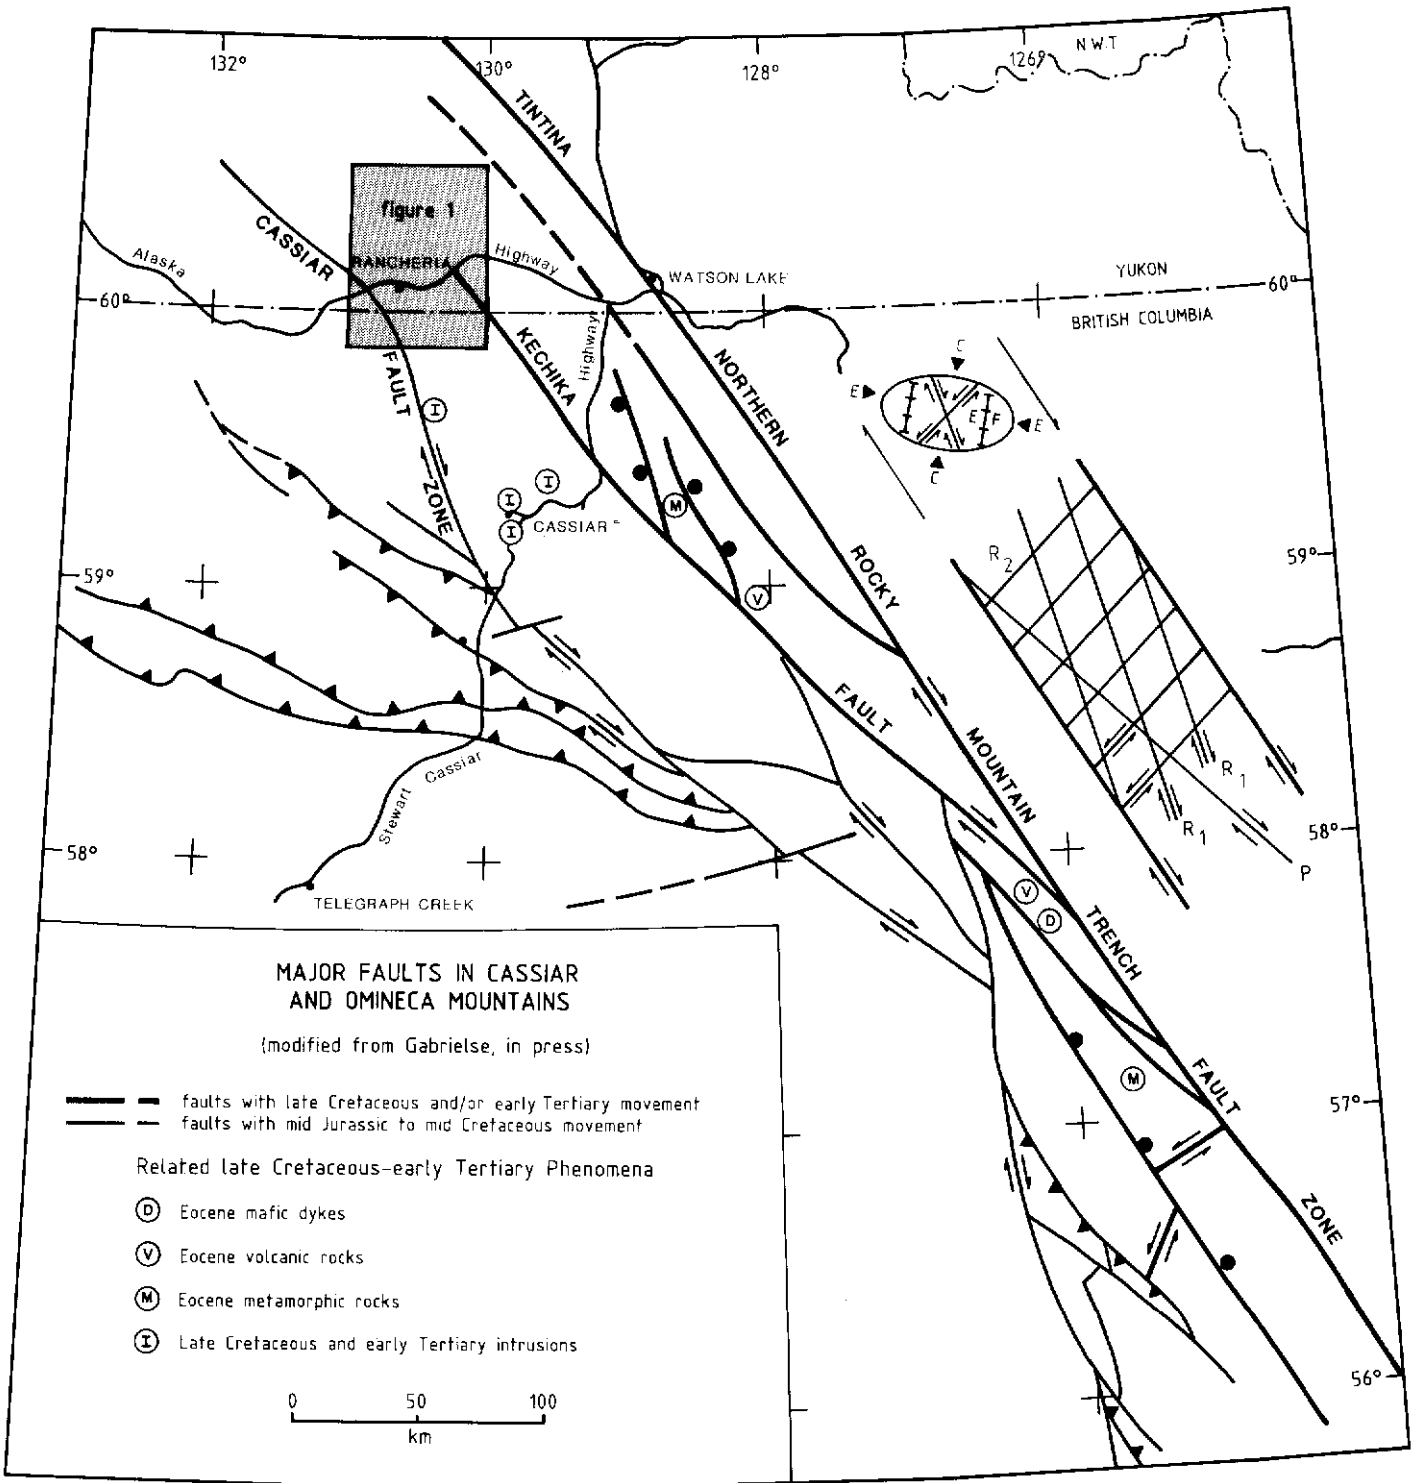 132°
130°
128°
126°
N.W.T
TINTINA
figure 1
CASSIAR
RANCHERIA
Alaska
Highway
WATSON LAKE
YUKON
60°
60°
BRITISH COLUMBIA
KECHIKA
Highway
NORTHERN
FAULT
C
E
E F
E
C
I
I
I
I
ZONE
M
CASSIAR
R2
ROCKY
59°
59°
V
FAULT
MOUNTAIN
Stewart
Cassiar
R1
R1
58°
58°
P
TELEGRAPH CREEK
V
D
TRENCH
M
FAULT
57°
ZONE
56°
MAJOR FAULTS IN CASSIAR
AND OMINECA MOUNTAINS
(modified from Gabrielse, in press)
faults with late Cretaceous and/or early Tertiary movement
faults with mid Jurassic to mid Cretaceous movement
Related late Cretaceous-early Tertiary Phenomena
D Eocene mafic dykes
V Eocene volcanic rocks
M Eocene metamorphic rocks
I Late Cretaceous and early Tertiary intrusions
0 50 100
km